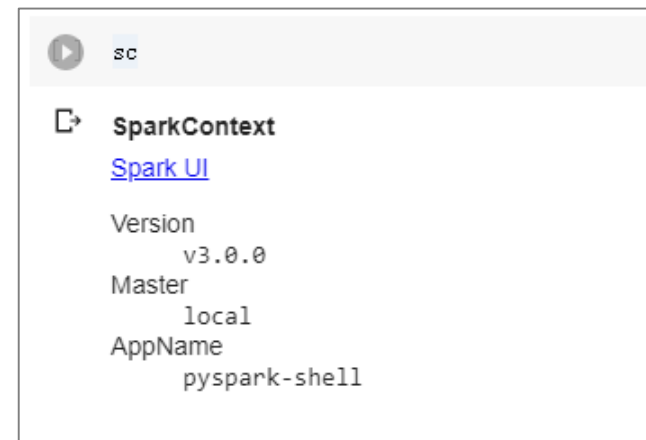 sc
SparkContext
Spark UI
Version
v3.0.0
Master
local
AppName
pyspark-shell